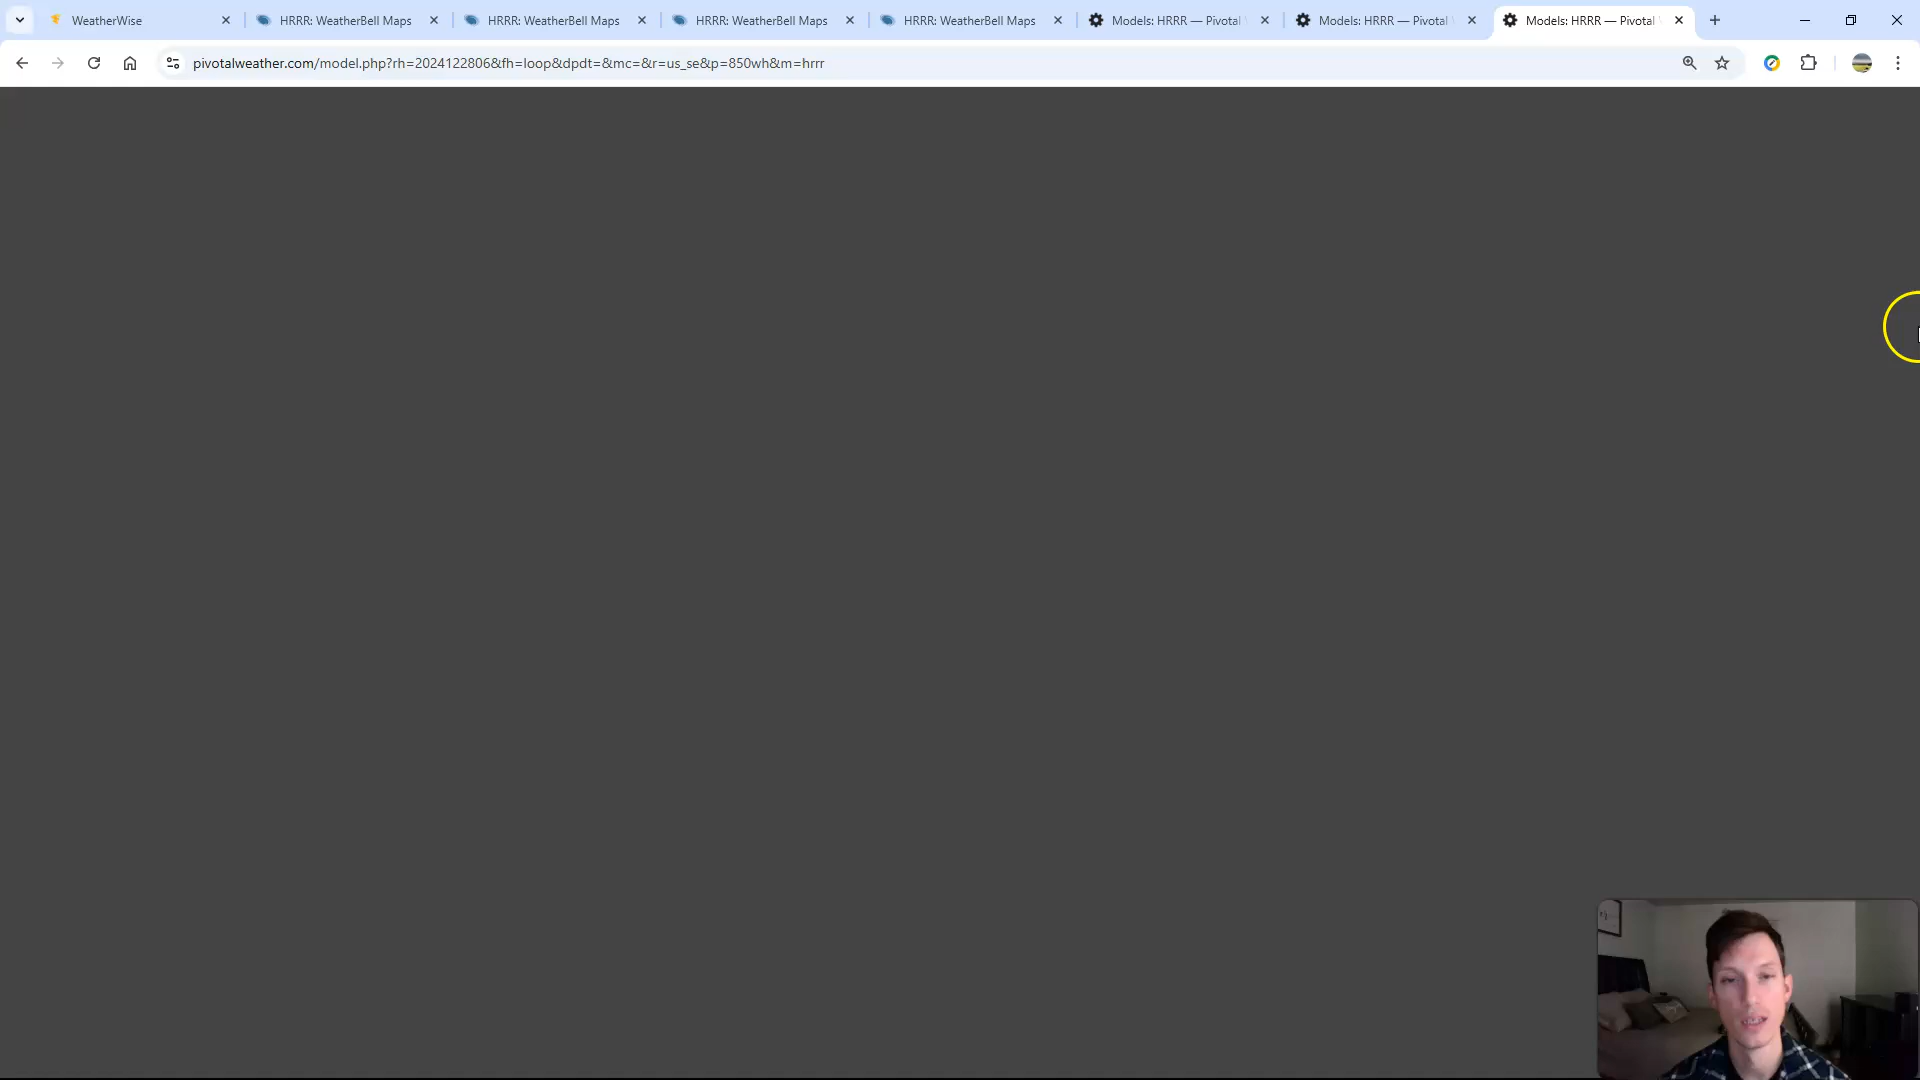 WeatherWise
HRRR: WeatherBell Maps
HRRR: WeatherBell Maps
HRRR: WeatherBell Maps
HRRR: WeatherBell Maps
Models: HRRR — Pivotal
Models: HRRR — Pivotal
Models: HRRR — Pivotal
pivotalweather.com/model.php?rh=2024122806&fh=loop&dpdt=&mc=&r=us_se&p=850wh&m=hrrr